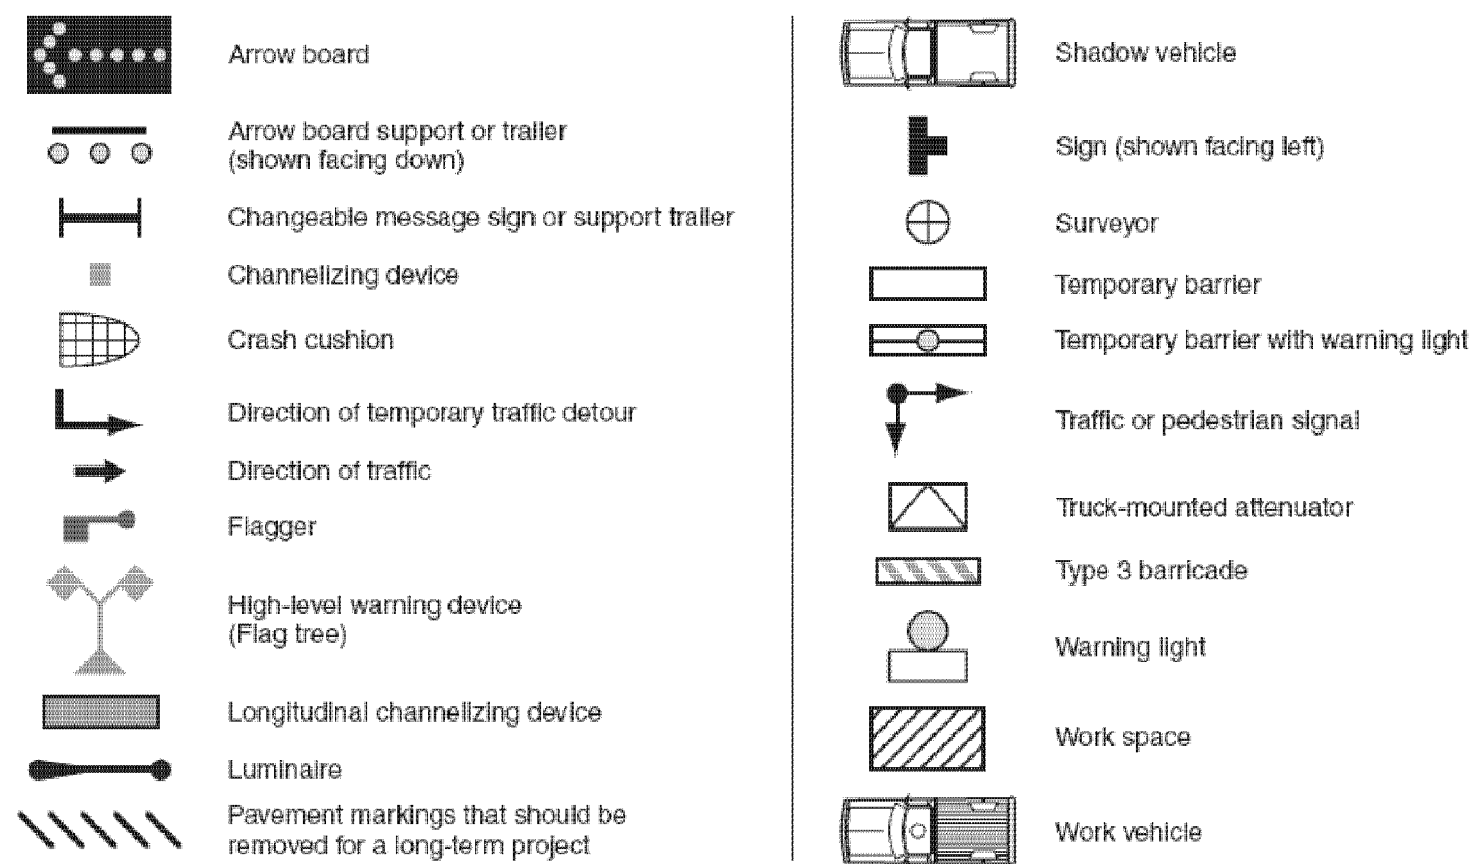 Arrow board
Arrow board support or trailer
(shown facing down)
Changeable message sign or support trailer
Channelizing device
Crash cushion
Direction of temporary traffic detour
Direction of traffic
Flagger
High-level warning device
(Flag tree)
Longitudinal channelizing device
Luminaire
Pavement markings that should be
removed for a long-term project
Shadow vehicle
Sign (shown facing left)
Surveyor
Temporary barrier
Temporary barrier with warning light
Traffic or pedestrian signal
Truck-mounted attenuator
Type 3 barricade
Warning light
Work space
Work vehicle